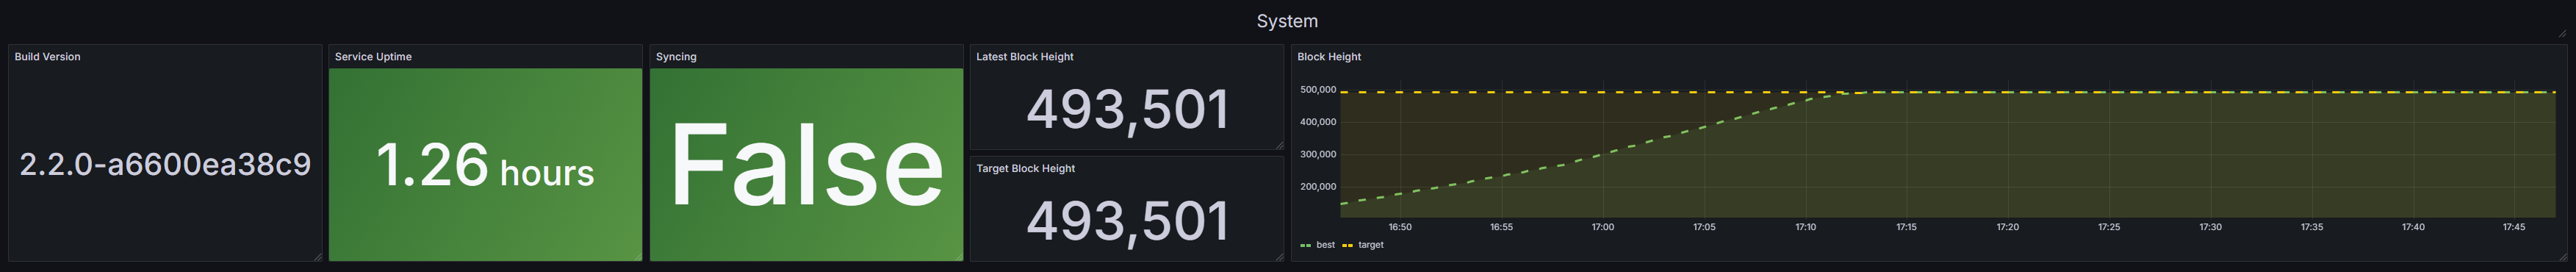 System
Build Version
2.2.0-a6600ea38c9
Service Uptime
1.26 hours
Syncing
False
Latest Block Height
493,501
Target Block Height
493,501
Block Height
500,000
400,000
300,000
200,000
16:50 16:55 17:00 17:05 17:10 17:15 17:20 17:25 17:30 17:35 17:40 17:45
best target